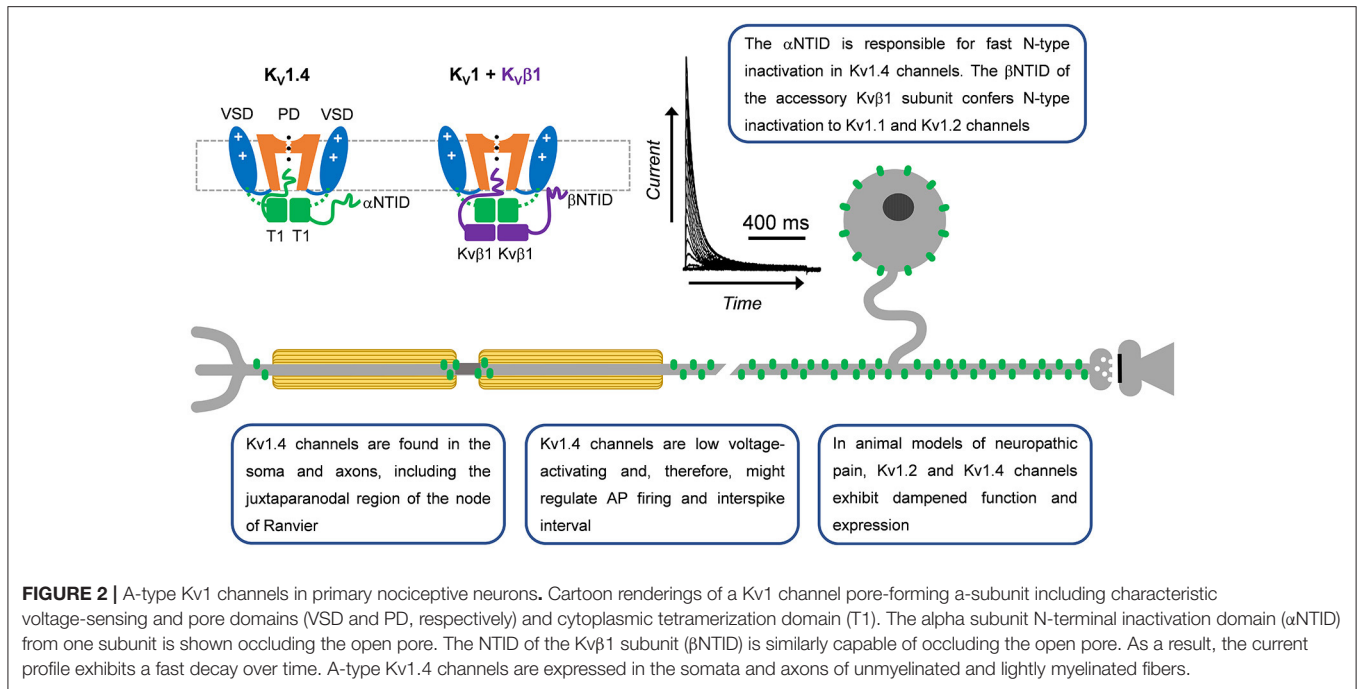 The αNTID is responsible for fast N-type
inactivation in Kv1.4 channels. The βNTID of
the accessory Kvβ1 subunit confers N-type
inactivation to Kv1.1 and Kv1.2 channels
KV1.4
KV1 + KVβ1
VSD PD VSD
αNTID
T1 T1
βNTID
Kvβ1 Kvβ1
Current
400 ms
Time
Kv1.4 channels are found in the
soma and axons, including the
juxtaparanodal region of the node
of Ranvier
Kv1.4 channels are low voltage-
activating and, therefore, might
regulate AP firing and interspike
interval
In animal models of neuropathic
pain, Kv1.2 and Kv1.4 channels
exhibit dampened function and
expression
FIGURE 2 | A-type Kv1 channels in primary nociceptive neurons. Cartoon renderings of a Kv1 channel pore-forming a-subunit including characteristic
voltage-sensing and pore domains (VSD and PD, respectively) and cytoplasmic tetramerization domain (T1). The alpha subunit N-terminal inactivation domain (αNTID)
from one subunit is shown occluding the open pore. The NTID of the Kvβ1 subunit (βNTID) is similarly capable of occluding the open pore. As a result, the current
profile exhibits a fast decay over time. A-type Kv1.4 channels are expressed in the somata and axons of unmyelinated and lightly myelinated fibers.